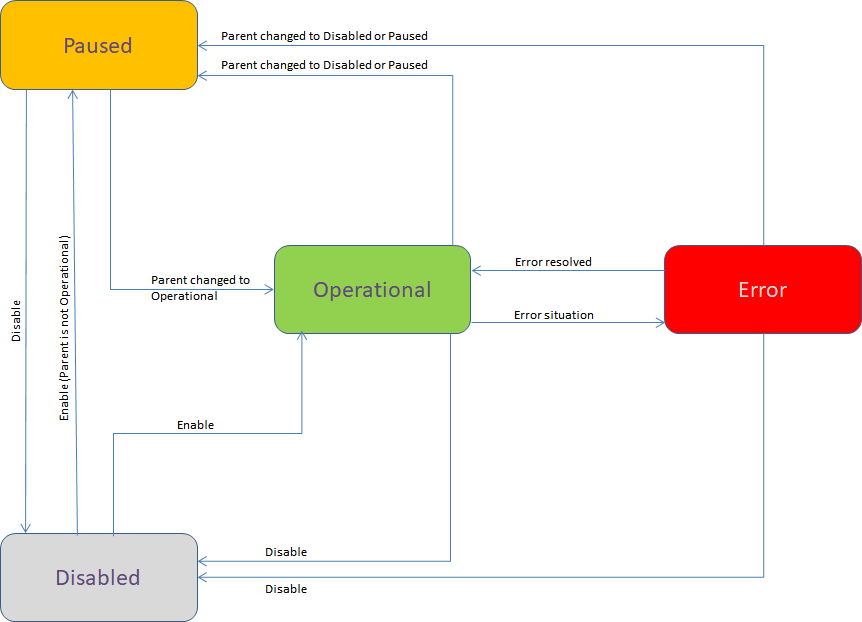 Paused
Parent changed to Disabled or Paused
Parent changed to Disabled or Paused
Disable
Enable (Parent is not Operational)
Parent changed to
Operational
Operational
Error resolved
Error situation
Error
Enable
Disabled
Disable
Disable